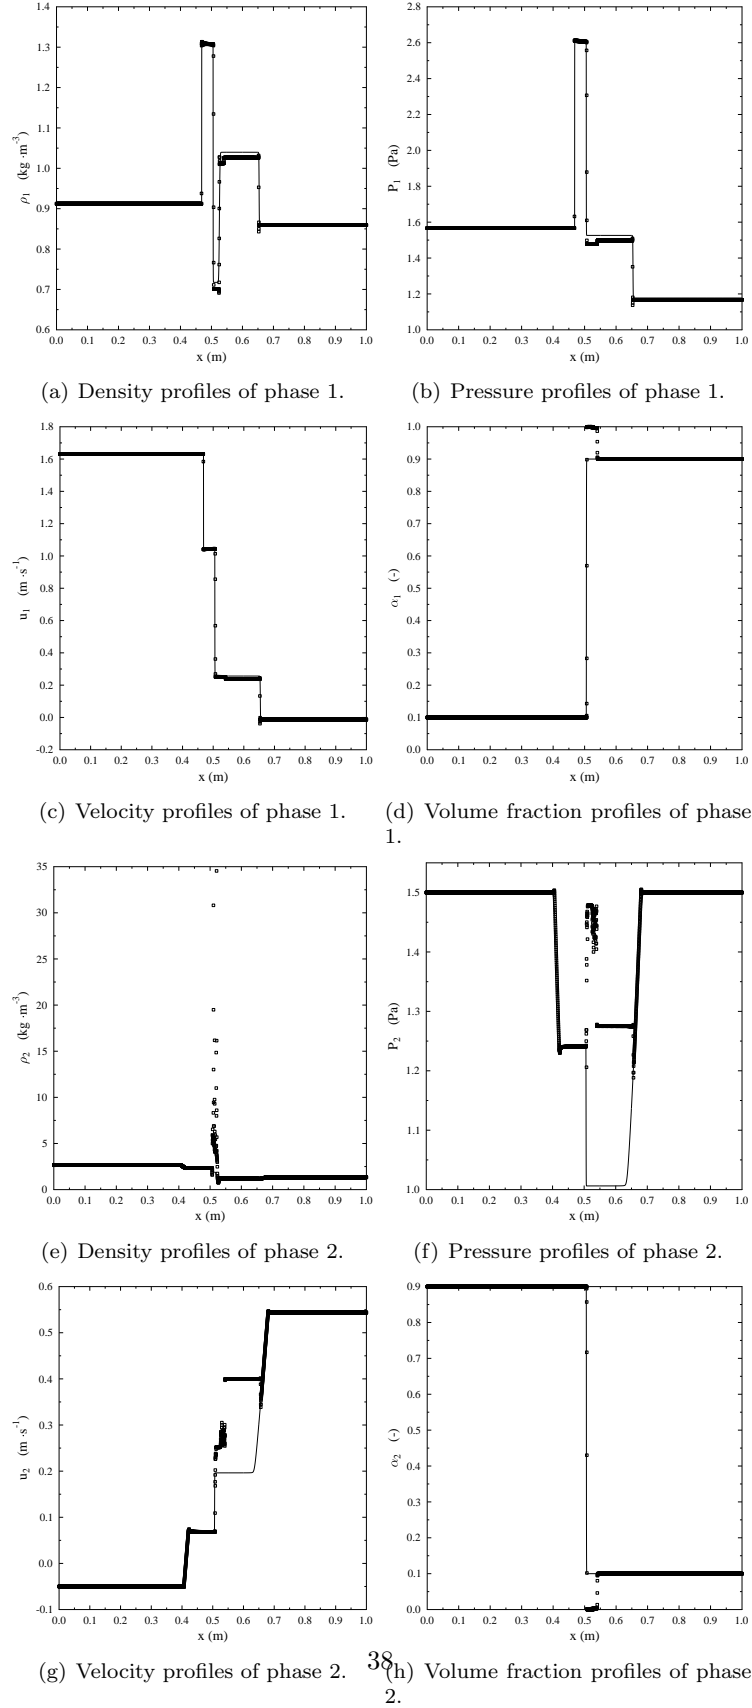 1.4
1.3
1.2
1.1
1.0
0.9
0.8
0.7
0.6
ρ₁ (kg ·m⁻³)
0.0 0.1 0.2 0.3 0.4 0.5 0.6 0.7 0.8 0.9 1.0
x (m)
(a) Density profiles of phase 1.
2.8
2.6
2.4
2.2
2.0
1.8
1.6
1.4
1.2
1.0
P₁ (Pa)
0.0 0.1 0.2 0.3 0.4 0.5 0.6 0.7 0.8 0.9 1.0
x (m)
(b) Pressure profiles of phase 1.
1.8
1.6
1.4
1.2
1.0
0.8
0.6
0.4
0.2
0.0
-0.2
u₁ (m ·s⁻¹)
0.0 0.1 0.2 0.3 0.4 0.5 0.6 0.7 0.8 0.9 1.0
x (m)
(c) Velocity profiles of phase 1.
1.0
0.9
0.8
0.7
0.6
0.5
0.4
0.3
0.2
0.1
0.0
α₁ (-)
0.0 0.1 0.2 0.3 0.4 0.5 0.6 0.7 0.8 0.9 1.0
x (m)
(d) Volume fraction profiles of phase
1.
35
30
25
20
15
10
5
0
ρ₂ (kg ·m⁻³)
0.0 0.1 0.2 0.3 0.4 0.5 0.6 0.7 0.8 0.9 1.0
x (m)
(e) Density profiles of phase 2.
1.5
1.4
1.3
1.2
1.1
1.0
P₂ (Pa)
0.0 0.1 0.2 0.3 0.4 0.5 0.6 0.7 0.8 0.9 1.0
x (m)
(f) Pressure profiles of phase 2.
0.6
0.5
0.4
0.3
0.2
0.1
0.0
-0.1
u₂ (m ·s⁻¹)
0.0 0.1 0.2 0.3 0.4 0.5 0.6 0.7 0.8 0.9 1.0
x (m)
(g) Velocity profiles of phase 2.
0.9
0.8
0.7
0.6
0.5
0.4
0.3
0.2
0.1
0.0
α₂ (-)
0.0 0.1 0.2 0.3 0.4 0.5 0.6 0.7 0.8 0.9 1.0
x (m)
(h) Volume fraction profiles of phase
2.
38